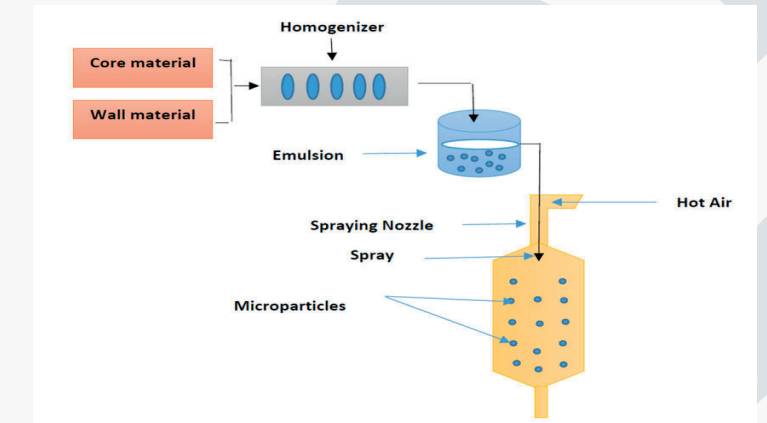 Homogenizer
Core material
Wall material
Emulsion
Hot Air
Spraying Nozzle
Spray
Microparticles